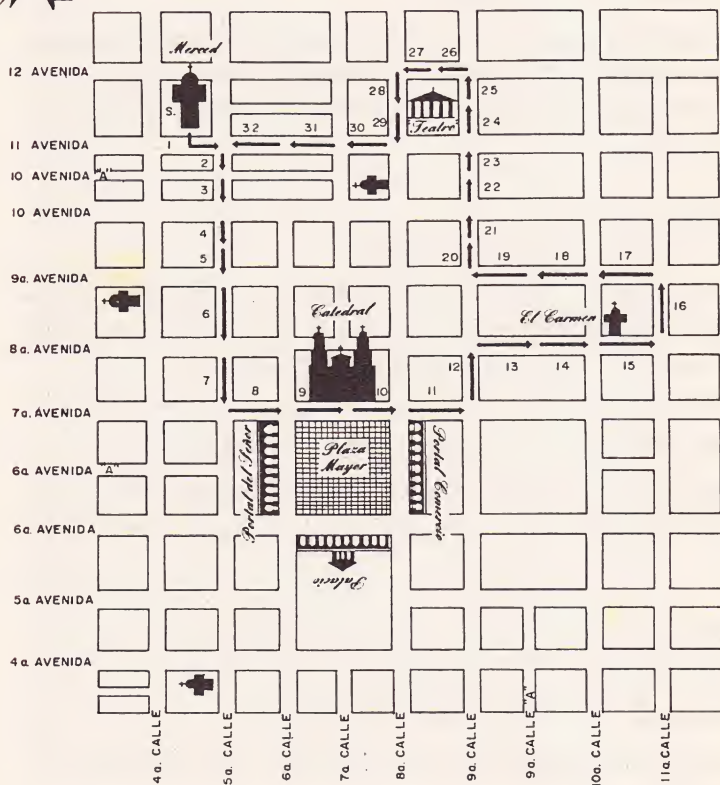 Merced
27 26
12 AVENIDA
28
25
S.
Teatro
32 31 30 29
24
11 AVENIDA
1
2
23
10 AVENIDA
"A"
3
22
10 AVENIDA
4
21
5
20 19 18 17
9a. AVENIDA
6
Catedral
El Carmen
16
8a. AVENIDA
7 8 9 10 11 12 13 14 15
7a. AVENIDA
Portal del Señor
Plaza
Mayor
Portal Comercio
6a AVENIDA
"A"
6a. AVENIDA
Palacio
5a AVENIDA
4a AVENIDA
4a. CALLE
5a. CALLE
6a CALLE
7a CALLE
8a. CALLE
9a. CALLE
9a. CALLE
"A"
10a. CALLE
11a CALLE